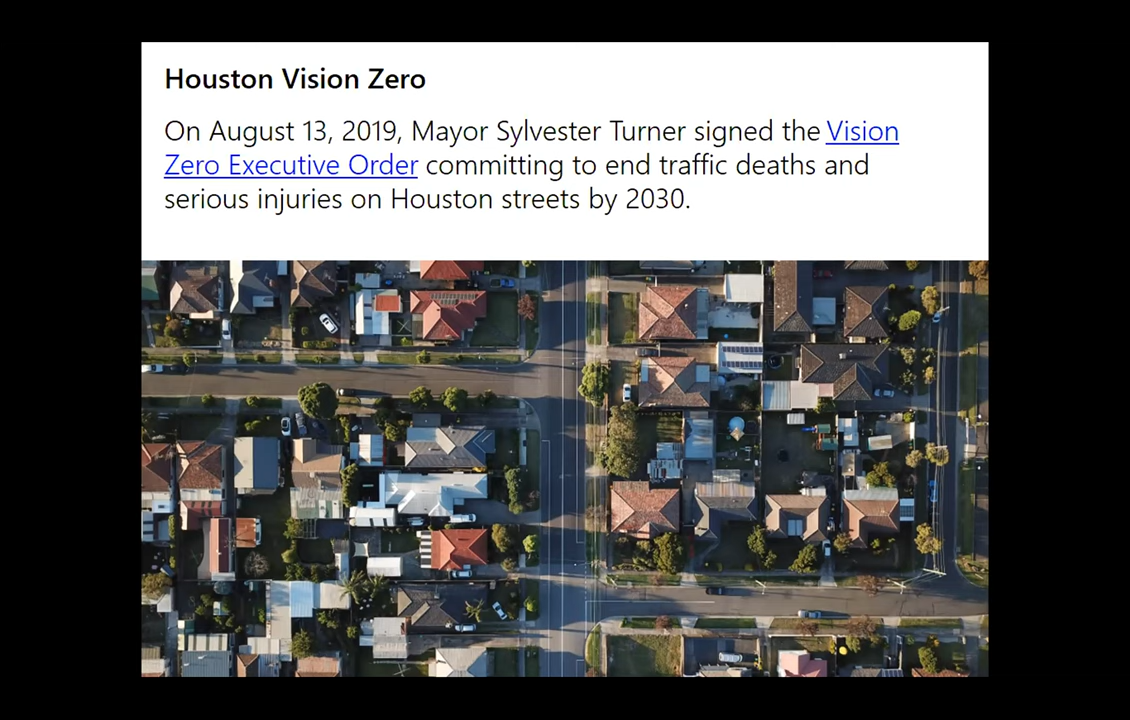 Houston Vision Zero
On August 13, 2019, Mayor Sylvester Turner signed the Vision
Zero Executive Order committing to end traffic deaths and
serious injuries on Houston streets by 2030.